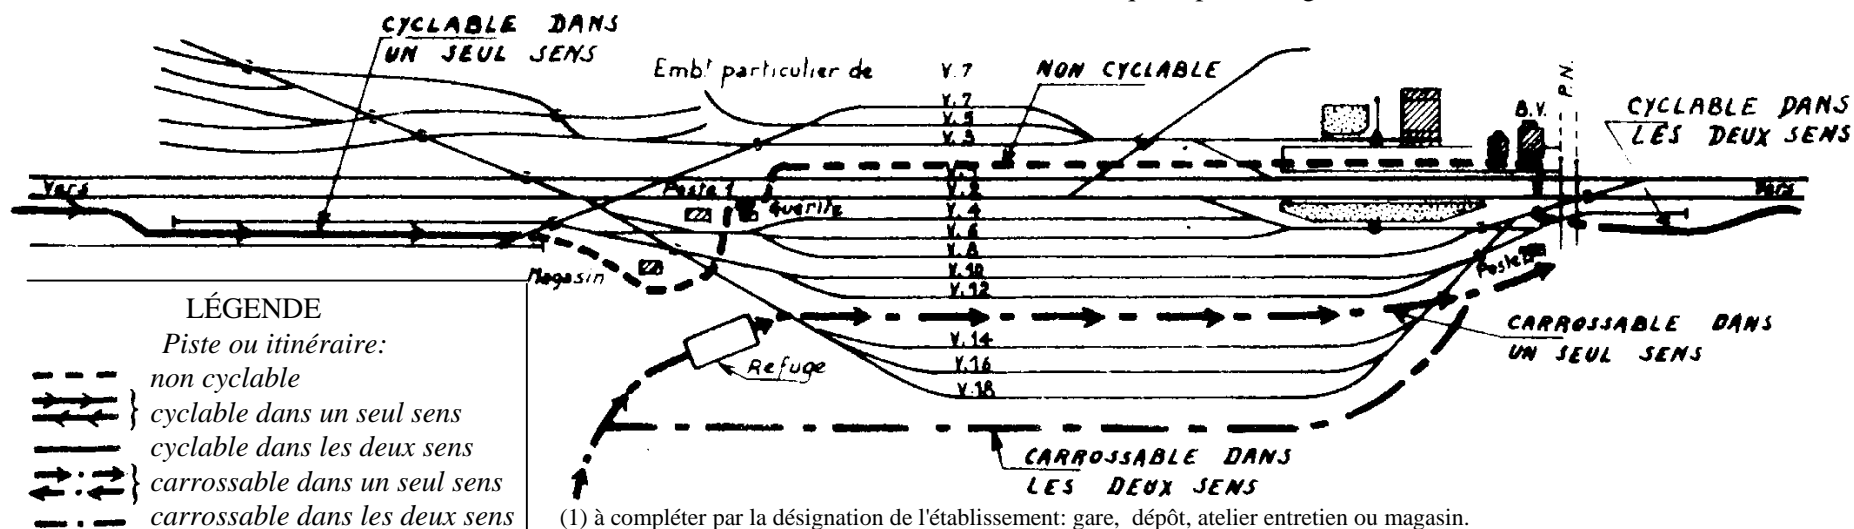 CYCLABLE DANS
UN SEUL SENS
Emb.t particulier de
V.7
NON CYCLABLE
P.N.
B.V.
CYCLABLE DANS
LES DEUX SENS
V.7
V.5
V.3
Vers
Poste 1
Guérite
V.2
V.4
V.6
V.8
V.10
V.12
Vers
Magasin
Poste
CARROSSABLE DANS
UN SEUL SENS
V.14
V.16
V.18
Refuge
CARROSSABLE DANS
LES DEUX SENS
LÉGENDE
Piste ou itinéraire:
non cyclable
cyclable dans un seul sens
cyclable dans les deux sens
carrossable dans un seul sens
carrossable dans les deux sens
(1) à compléter par la désignation de l'établissement: gare, dépôt, atelier entretien ou magasin.